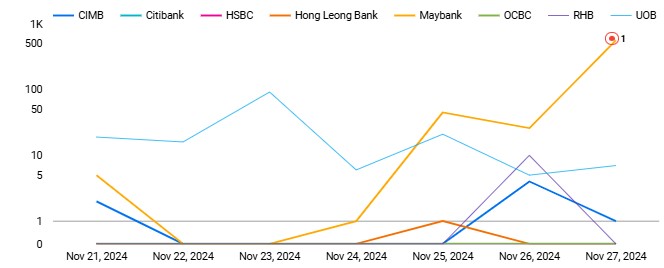 CIMB Citibank HSBC Hong Leong Bank Maybank OCBC RHB UOB
1K
500
1
100
50
10
5
1
0
Nov 21, 2024 Nov 22, 2024 Nov 23, 2024 Nov 24, 2024 Nov 25, 2024 Nov 26, 2024 Nov 27, 2024